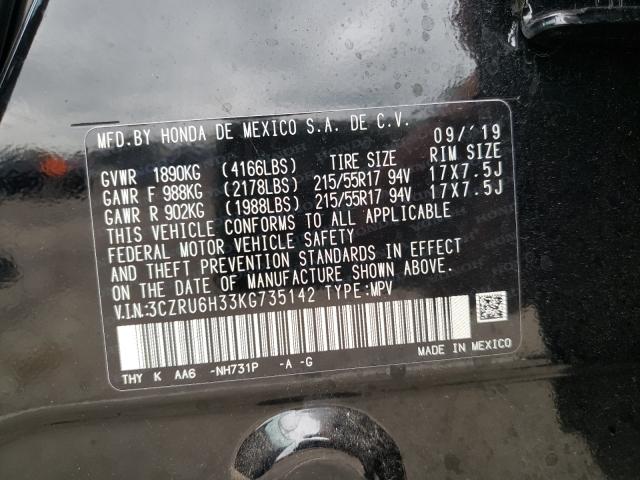 MFD.BY HONDA DE MEXICO S.A. DE C.V. 09/'19
GVWR 1890KG (4166LBS) TIRE SIZE RIM SIZE
GAWR F 988KG (2178LBS) 215/55R17 94V 17X7.5J
GAWR R 902KG (1988LBS) 215/55R17 94V 17X7.5J
THIS VEHICLE CONFORMS TO ALL APPLICABLE
FEDERAL MOTOR VEHICLE SAFETY
AND THEFT PREVENTION STANDARDS IN EFFECT
ON THE DATE OF MANUFACTURE SHOWN ABOVE.
V.I.N:3CZRU6H33KG735142 TYPE:MPV
THY K AA6 -NH731P -A -G MADE IN MEXICO